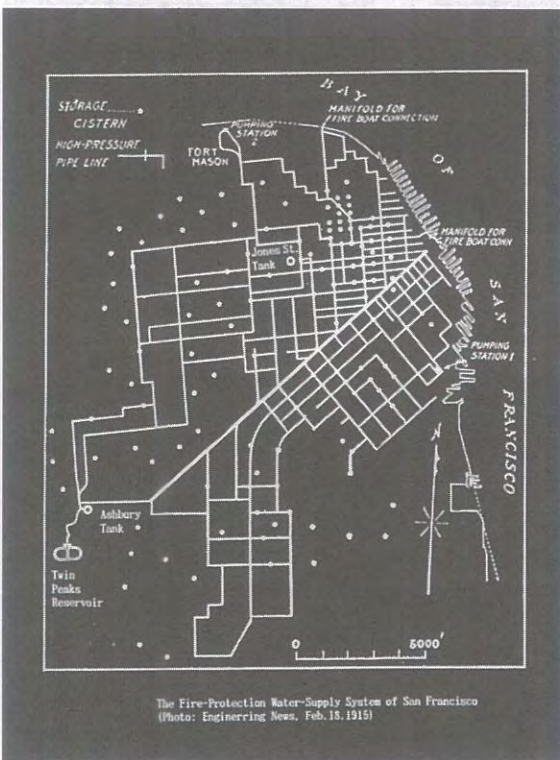 BAY
OF
SAN
FRANCISCO
STORAGE........
CISTERN
HIGH-PRESSURE
PIPE LINE
PUMPING
STATION
2
FORT
MASON
MANIFOLD FOR
FIRE BOAT CONNECTION
MANIFOLD FOR
FIRE BOAT CONN
Jones St.
Tank
PUMPING
STATION 1
N
Ashbury
Tank
Twin
Peaks
Reservoir
0 5000'
The Fire-Protection Water-Supply System of San Francisco
(Photo: Enginerring News, Feb.18.1915)